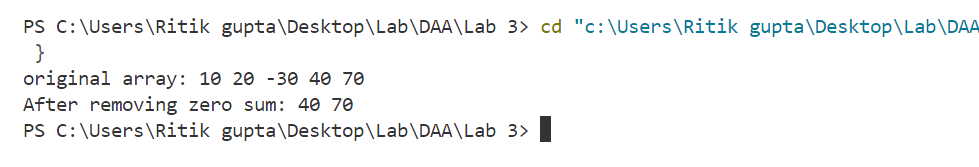 PS C:\Users\Ritik gupta\Desktop\Lab\DAA\Lab 3> cd "c:\Users\Ritik gupta\Desktop\Lab\DAA
}
original array: 10 20 -30 40 70
After removing zero sum: 40 70
PS C:\Users\Ritik gupta\Desktop\Lab\DAA\Lab 3>